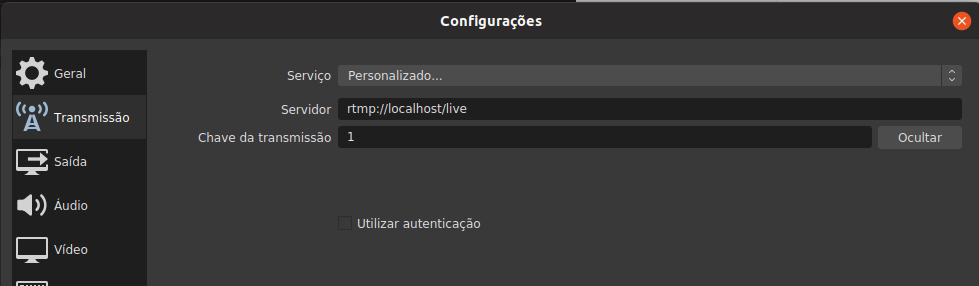 Configurações
Geral
Transmissão
Saída
Áudio
Vídeo
Serviço Personalizado...
Servidor rtmp://localhost/live
Chave da transmissão 1 Ocultar
Utilizar autenticação